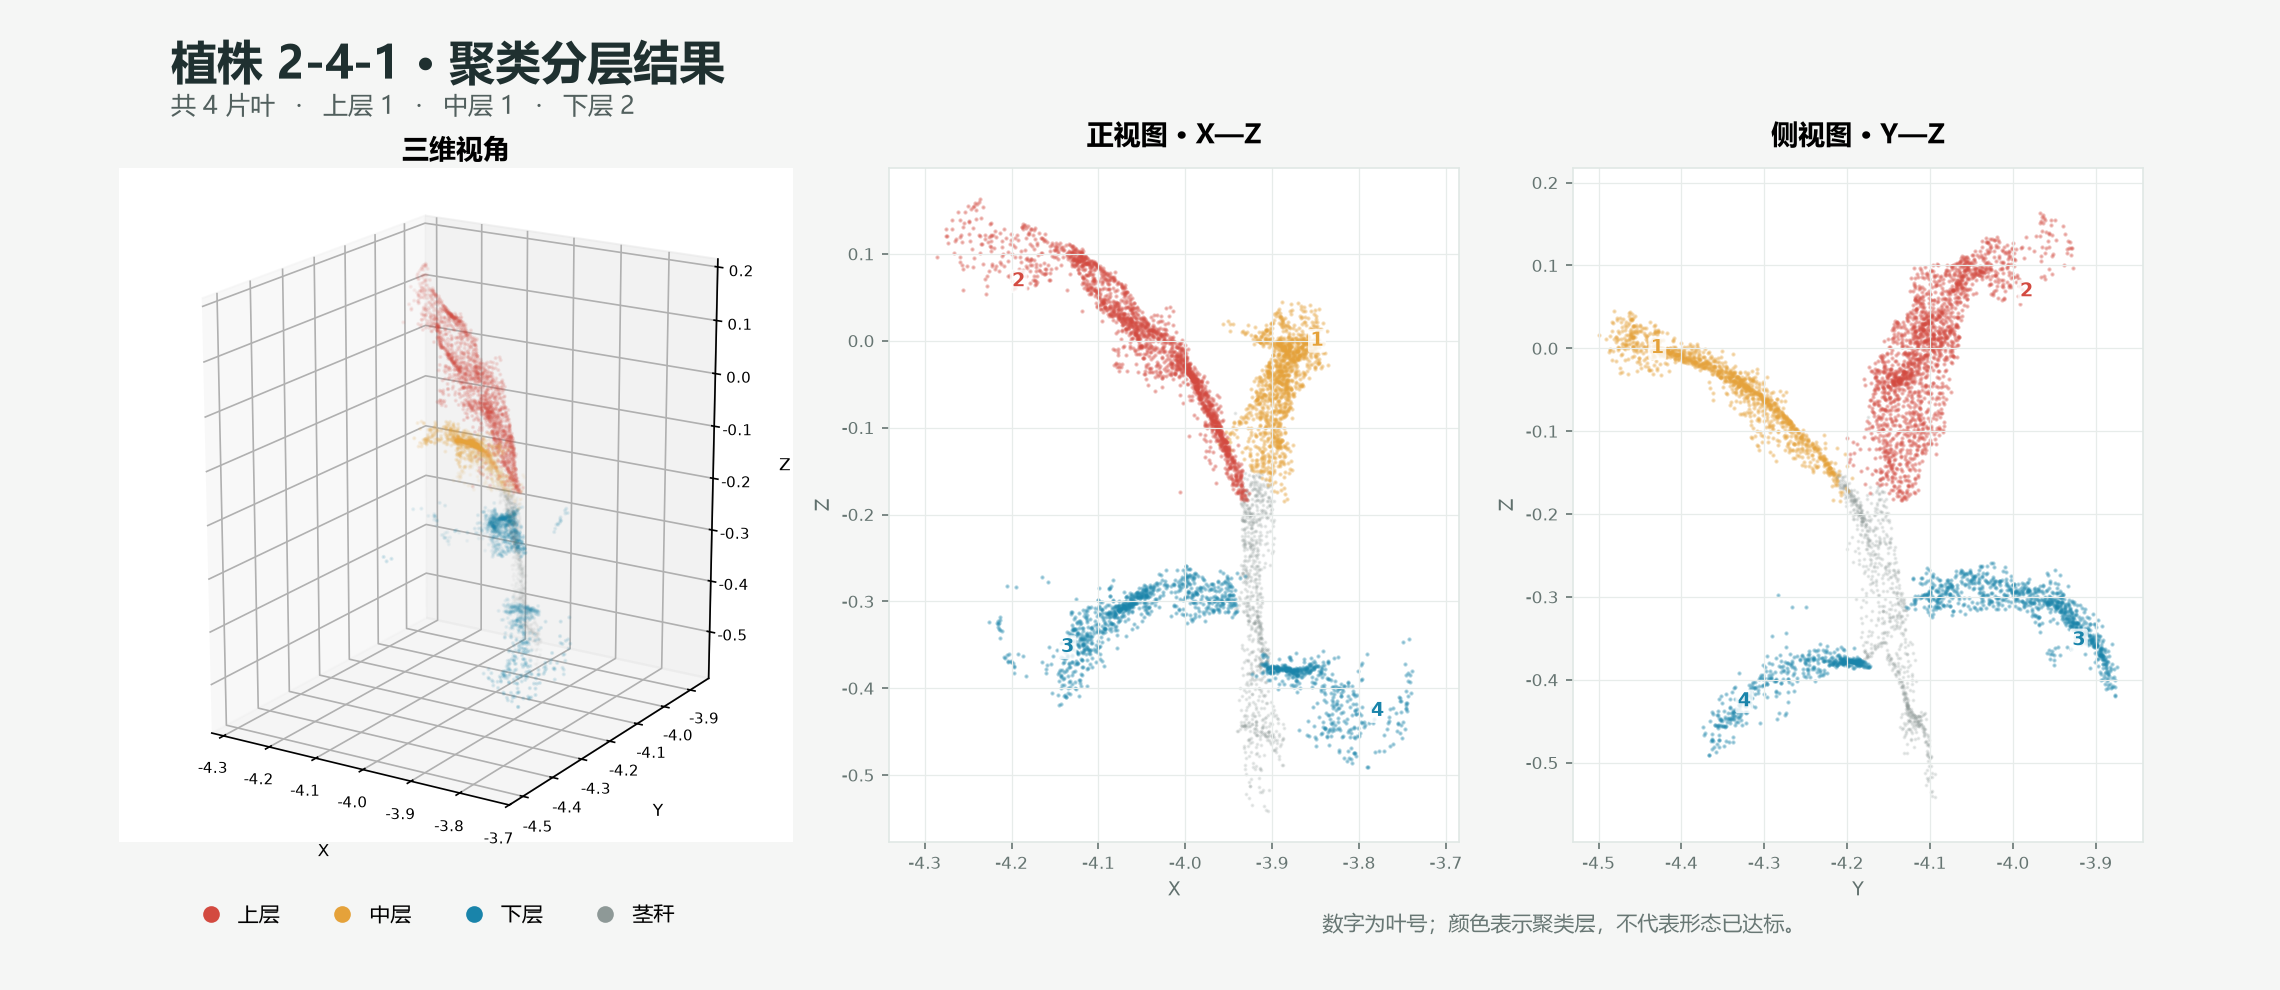 植株 2-4-1 • 聚类分层结果
共 4 片叶 · 上层 1 · 中层 1 · 下层 2
三维视角
0.2
0.1
0.0
-0.1
-0.2
-0.3
-0.4
-0.5
Z
-3.9
-4.0
-4.1
-4.2
-4.3
-4.4
-4.5
Y
-4.3
-4.2
-4.1
-4.0
-3.9
-3.8
-3.7
X
正视图 • X—Z
0.1
0.0
-0.1
-0.2
-0.3
-0.4
-0.5
Z
2
1
3
4
-4.3 -4.2 -4.1 -4.0 -3.9 -3.8 -3.7
X
侧视图 • Y—Z
0.2
0.1
0.0
-0.1
-0.2
-0.3
-0.4
-0.5
Z
2
1
3
4
-4.5 -4.4 -4.3 -4.2 -4.1 -4.0 -3.9
Y
上层 中层 下层 茎秆
数字为叶号；颜色表示聚类层，不代表形态已达标。